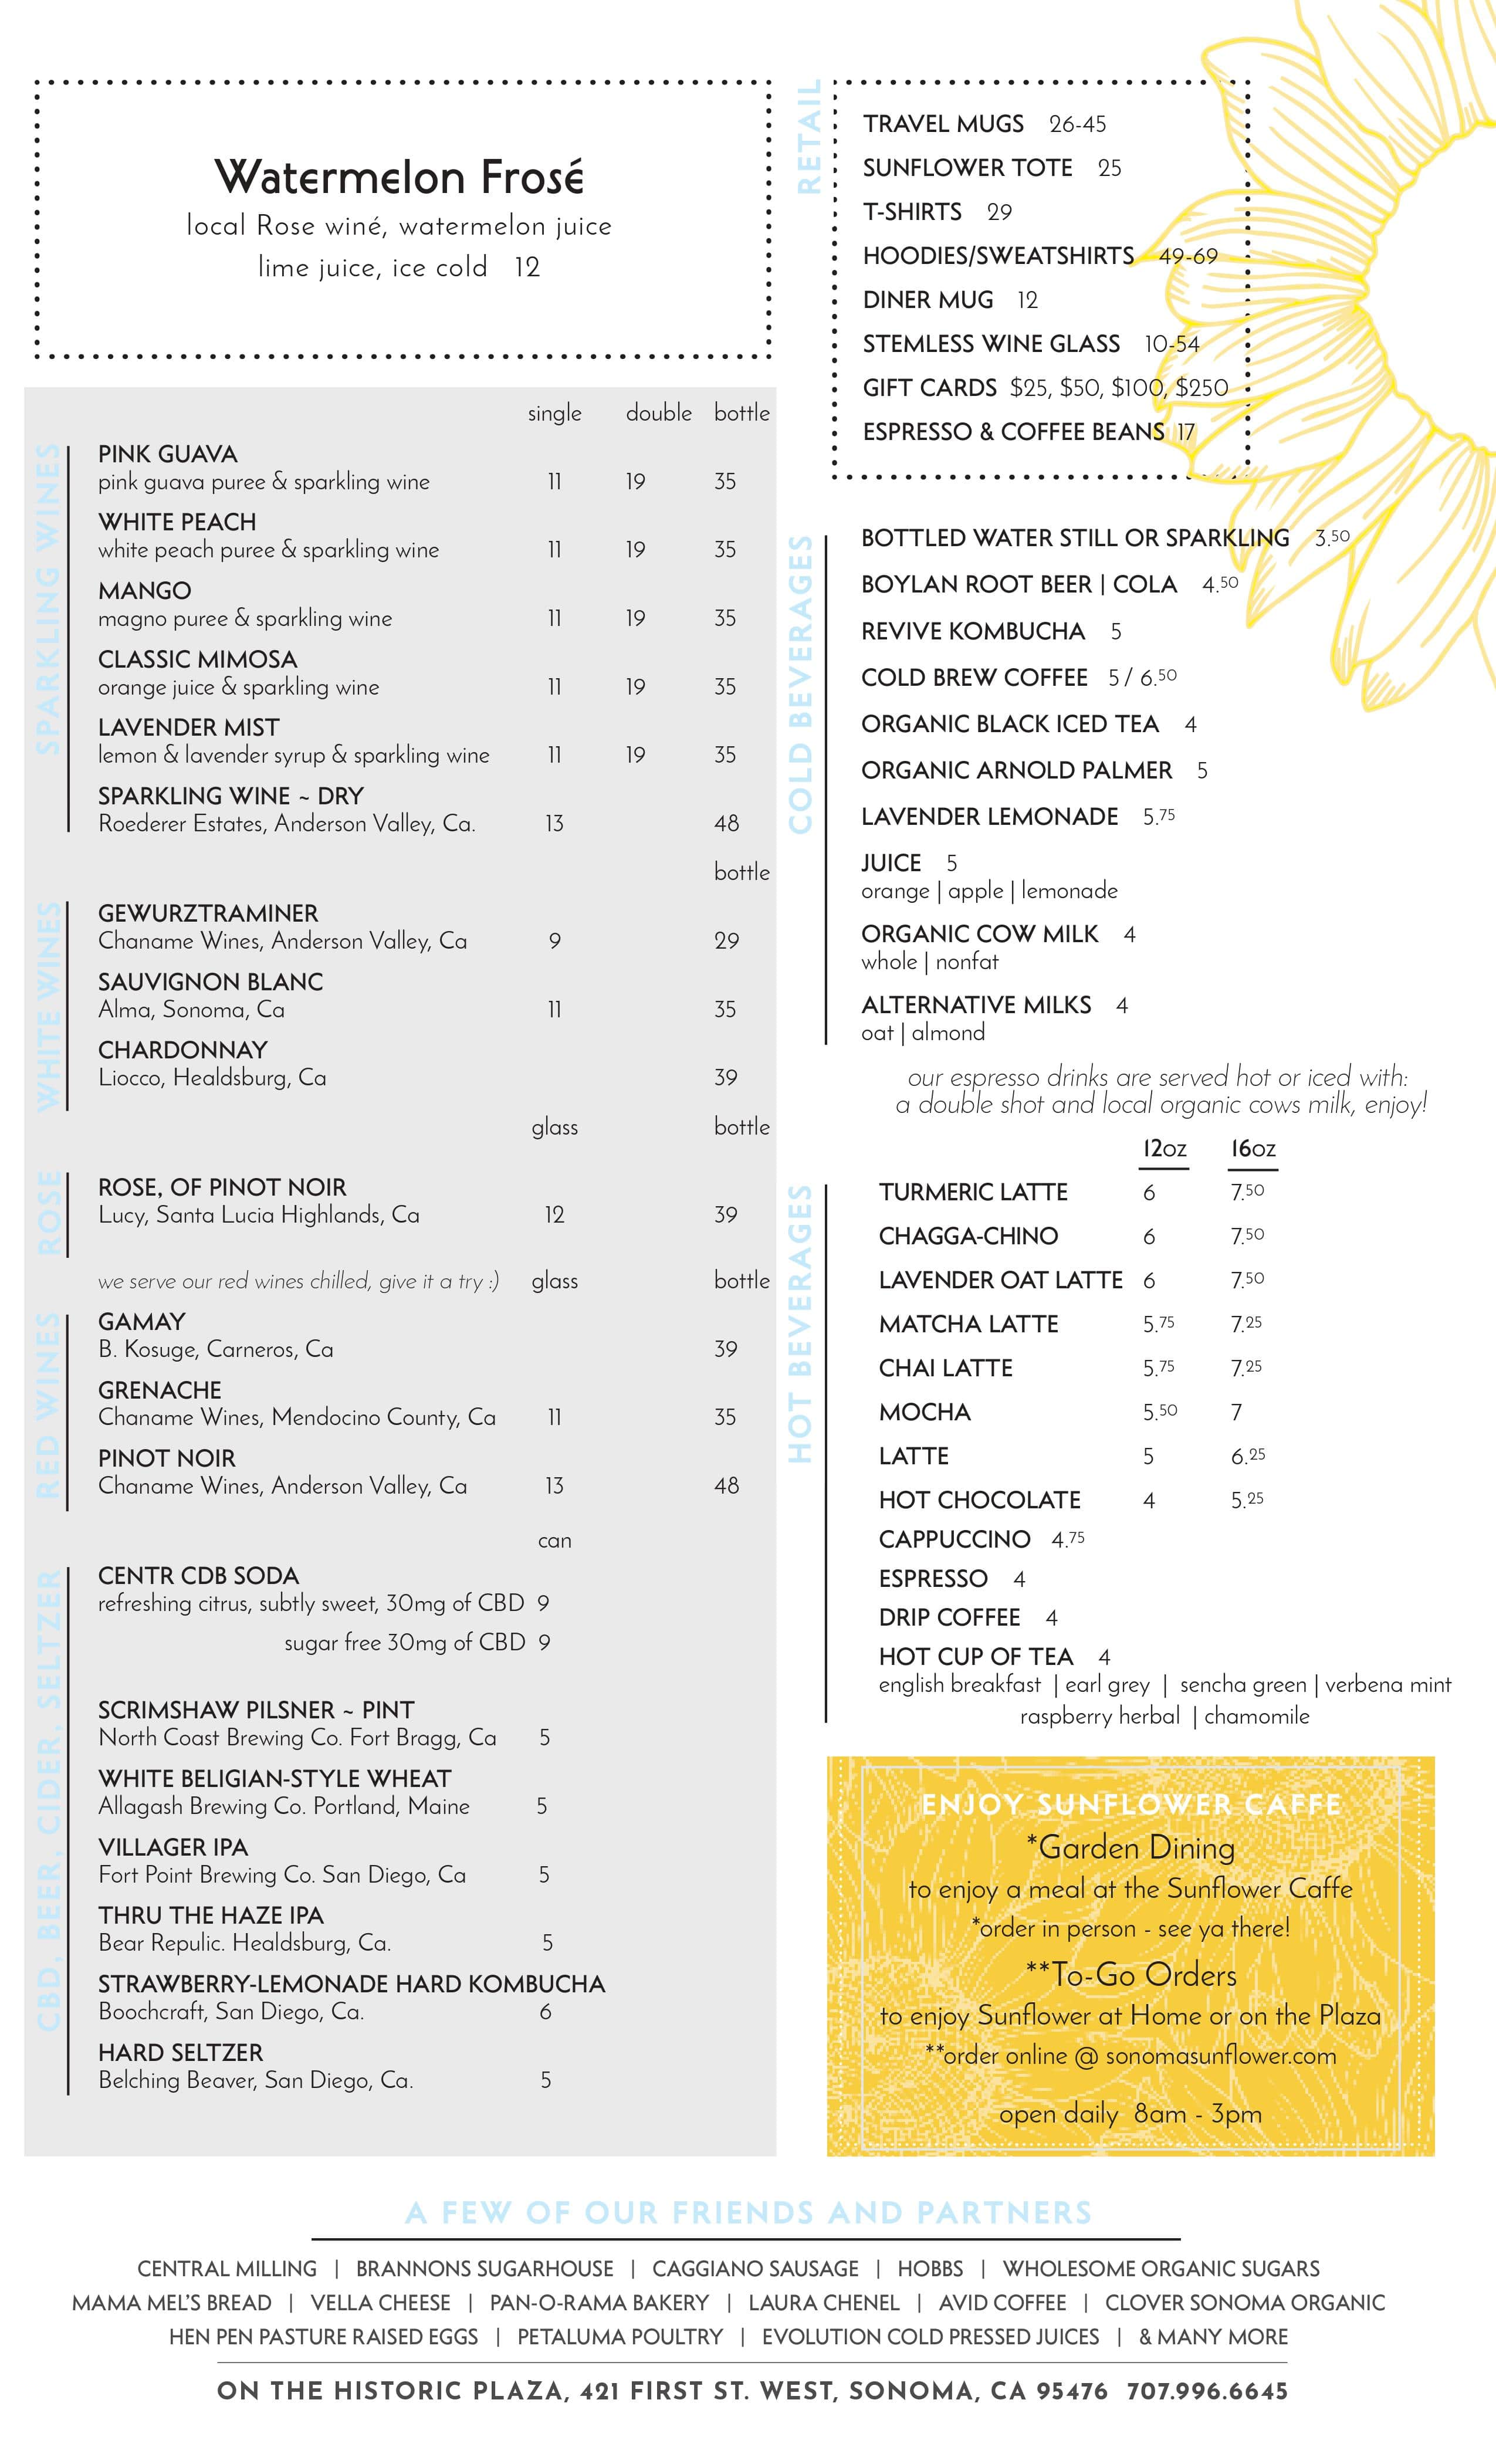 Watermelon Frosé
local Rose winé, watermelon juice
lime juice, ice cold 12
single double bottle
SPARKLING WINES
PINK GUAVA
pink guava puree & sparkling wine 11 19 35
WHITE PEACH
white peach puree & sparkling wine 11 19 35
MANGO
magno puree & sparkling wine 11 19 35
CLASSIC MIMOSA
orange juice & sparkling wine 11 19 35
LAVENDER MIST
lemon & lavender syrup & sparkling wine 11 19 35
SPARKLING WINE ~ DRY
Roederer Estates, Anderson Valley, Ca. 13 48
bottle
WHITE WINES
GEWURZTRAMINER
Chaname Wines, Anderson Valley, Ca 9 29
SAUVIGNON BLANC
Alma, Sonoma, Ca 11 35
CHARDONNAY
Liocco, Healdsburg, Ca 39
glass bottle
ROSE
ROSE, OF PINOT NOIR
Lucy, Santa Lucia Highlands, Ca 12 39
we serve our red wines chilled, give it a try :) glass bottle
RED WINES
GAMAY
B. Kosuge, Carneros, Ca 39
GRENACHE
Chaname Wines, Mendocino County, Ca 11 35
PINOT NOIR
Chaname Wines, Anderson Valley, Ca 13 48
can
CBD, BEER, CIDER, SELTZER
CENTR CDB SODA
refreshing citrus, subtly sweet, 30mg of CBD 9
sugar free 30mg of CBD 9
SCRIMSHAW PILSNER ~ PINT
North Coast Brewing Co. Fort Bragg, Ca 5
WHITE BELIGIAN-STYLE WHEAT
Allagash Brewing Co. Portland, Maine 5
VILLAGER IPA
Fort Point Brewing Co. San Diego, Ca 5
THRU THE HAZE IPA
Bear Repulic. Healdsburg, Ca. 5
STRAWBERRY-LEMONADE HARD KOMBUCHA
Boochcraft, San Diego, Ca. 6
HARD SELTZER
Belching Beaver, San Diego, Ca. 5
RETAIL
TRAVEL MUGS 26-45
SUNFLOWER TOTE 25
T-SHIRTS 29
HOODIES/SWEATSHIRTS 49-69
DINER MUG 12
STEMLESS WINE GLASS 10-54
GIFT CARDS $25, $50, $100, $250
ESPRESSO & COFFEE BEANS 17
COLD BEVERAGES
BOTTLED WATER STILL OR SPARKLING 3.50
BOYLAN ROOT BEER | COLA 4.50
REVIVE KOMBUCHA 5
COLD BREW COFFEE 5 / 6.50
ORGANIC BLACK ICED TEA 4
ORGANIC ARNOLD PALMER 5
LAVENDER LEMONADE 5.75
JUICE 5
orange | apple | lemonade
ORGANIC COW MILK 4
whole | nonfat
ALTERNATIVE MILKS 4
oat | almond
our espresso drinks are served hot or iced with:
a double shot and local organic cows milk, enjoy!
12oz 16oz
HOT BEVERAGES
TURMERIC LATTE 6 7.50
CHAGGA-CHINO 6 7.50
LAVENDER OAT LATTE 6 7.50
MATCHA LATTE 5.75 7.25
CHAI LATTE 5.75 7.25
MOCHA 5.50 7
LATTE 5 6.25
HOT CHOCOLATE 4 5.25
CAPPUCCINO 4.75
ESPRESSO 4
DRIP COFFEE 4
HOT CUP OF TEA 4
english breakfast | earl grey | sencha green | verbena mint
raspberry herbal | chamomile
ENJOY SUNFLOWER CAFFE
*Garden Dining
to enjoy a meal at the Sunflower Caffe
*order in person - see ya there!
**To-Go Orders
to enjoy Sunflower at Home or on the Plaza
**order online @ sonomasunflower.com
open daily 8am - 3pm
A FEW OF OUR FRIENDS AND PARTNERS
CENTRAL MILLING | BRANNONS SUGARHOUSE | CAGGIANO SAUSAGE | HOBBS | WHOLESOME ORGANIC SUGARS
MAMA MEL'S BREAD | VELLA CHEESE | PAN-O-RAMA BAKERY | LAURA CHENEL | AVID COFFEE | CLOVER SONOMA ORGANIC
HEN PEN PASTURE RAISED EGGS | PETALUMA POULTRY | EVOLUTION COLD PRESSED JUICES | & MANY MORE
ON THE HISTORIC PLAZA, 421 FIRST ST. WEST, SONOMA, CA 95476 707.996.6645